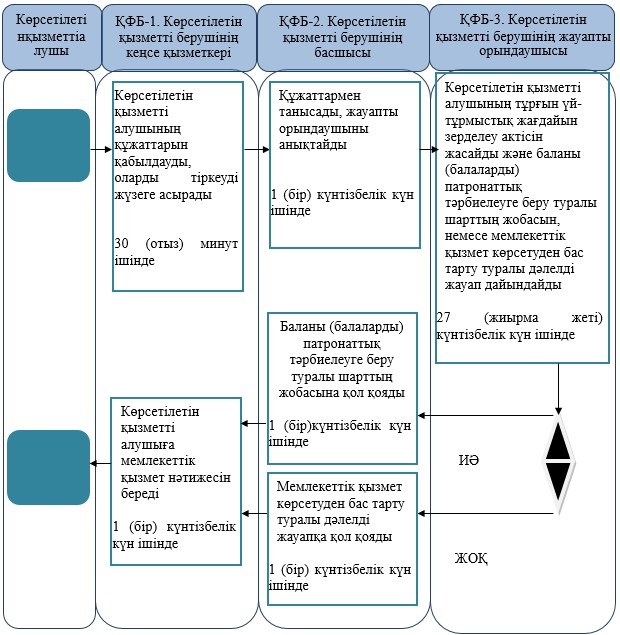 Көрсетілеті
нқызметтіа
лушы
ҚФБ-1. Көрсетілетін
қызметті берушінің
кеңсе қызметкері
ҚФБ-2. Көрсетілетін
қызметті берушінің
басшысы
ҚФБ-3. Көрсетілетін
қызметті берушінің жауапты
орындаушысы
Көрсетілетін
қызметті
алушының
құжаттарын
қабылдауды,
оларды тіркеуді
жүзеге асырады
30 (отыз) минут
ішінде
Құжаттармен
танысады, жауапты
орындаушыны
анықтайды
1 (бір) күнтізбелік күн
ішінде
Көрсетілетін қызметті
алушының тұрғын үй-
тұрмыстық жағдайын
зерделеу актісін
жасайды және баланы
(балаларды)
патронаттық
тәрбиелеуге беру туралы
шарттың жобасын,
немесе мемлекеттік
қызмет көрсетуден бас
тарту туралы дәлелді
жауап дайындайды
27 (жиырма жеті)
күнтізбелік күн ішінде
Баланы (балаларды)
патронаттық
тәрбиелеуге беру
туралы шарттың
жобасына қол қояды
1 (бір)күнтізбелік күн
ішінде
Көрсетілетін
қызметті
алушыға
мемлекеттік
қызмет нәтижесін
береді
1 (бір) күнтізбелік
күн ішінде
ИӘ
Мемлекеттік қызмет
көрсетуден бас тарту
туралы дәлелді
жауапқа қол қояды
1 (бір) күнтізбелік күн
ішінде
ЖОҚ